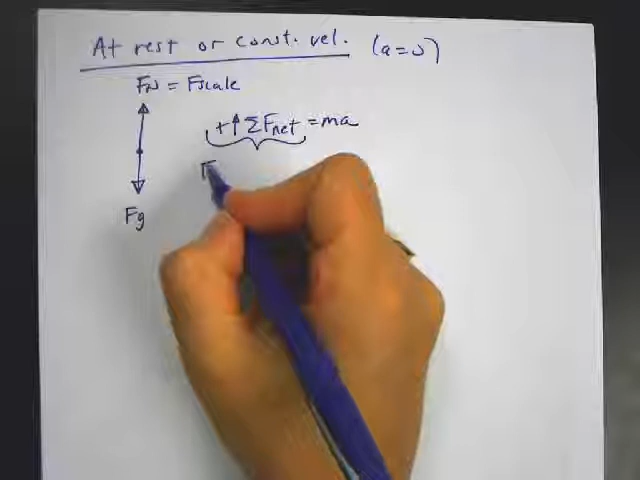 At rest or const. vel. (a=0)
FN = Fscale
+↑ ΣFnet = ma
F
Fg